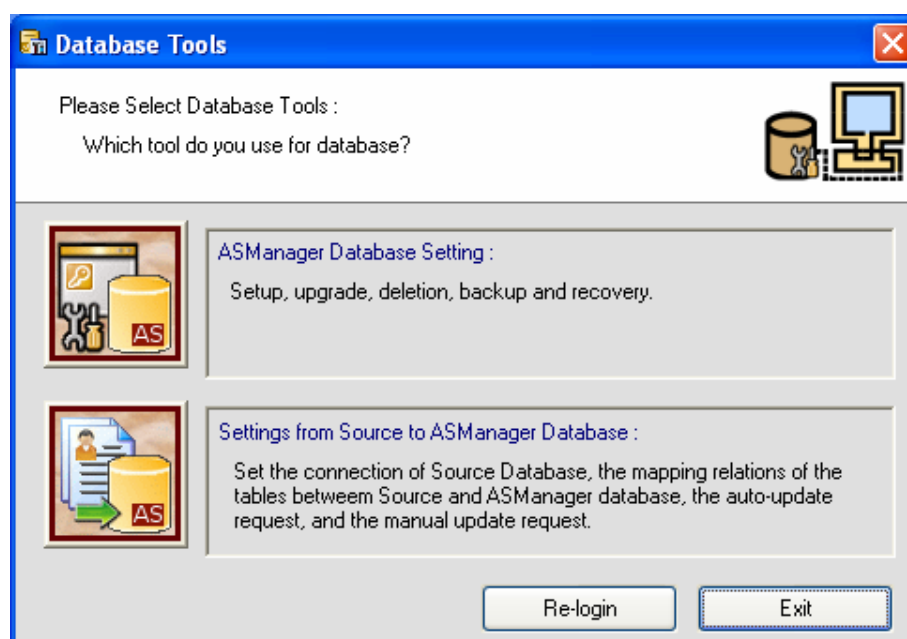 Database Tools
Please Select Database Tools :
Which tool do you use for database?
ASManager Database Setting :
Setup, upgrade, deletion, backup and recovery.
AS
Settings from Source to ASManager Database :
Set the connection of Source Database, the mapping relations of the
tables betweem Source and ASManager database, the auto-update
request, and the manual update request.
AS
Re-login
Exit